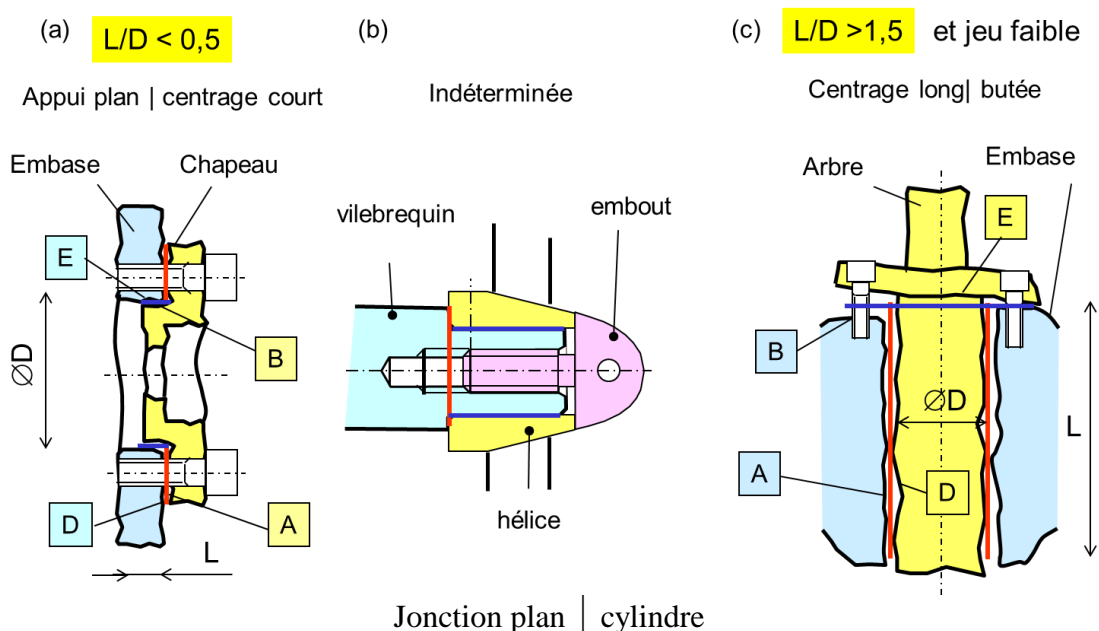 (a) L/D < 0,5
Appui plan | centrage court
Embase
Chapeau
E
B
ØD
D
A
L
(b)
Indéterminée
vilebrequin
embout
hélice
(c) L/D >1,5 et jeu faible
Centrage long| butée
Arbre
Embase
E
B
ØD
L
A
D
Jonction plan | cylindre